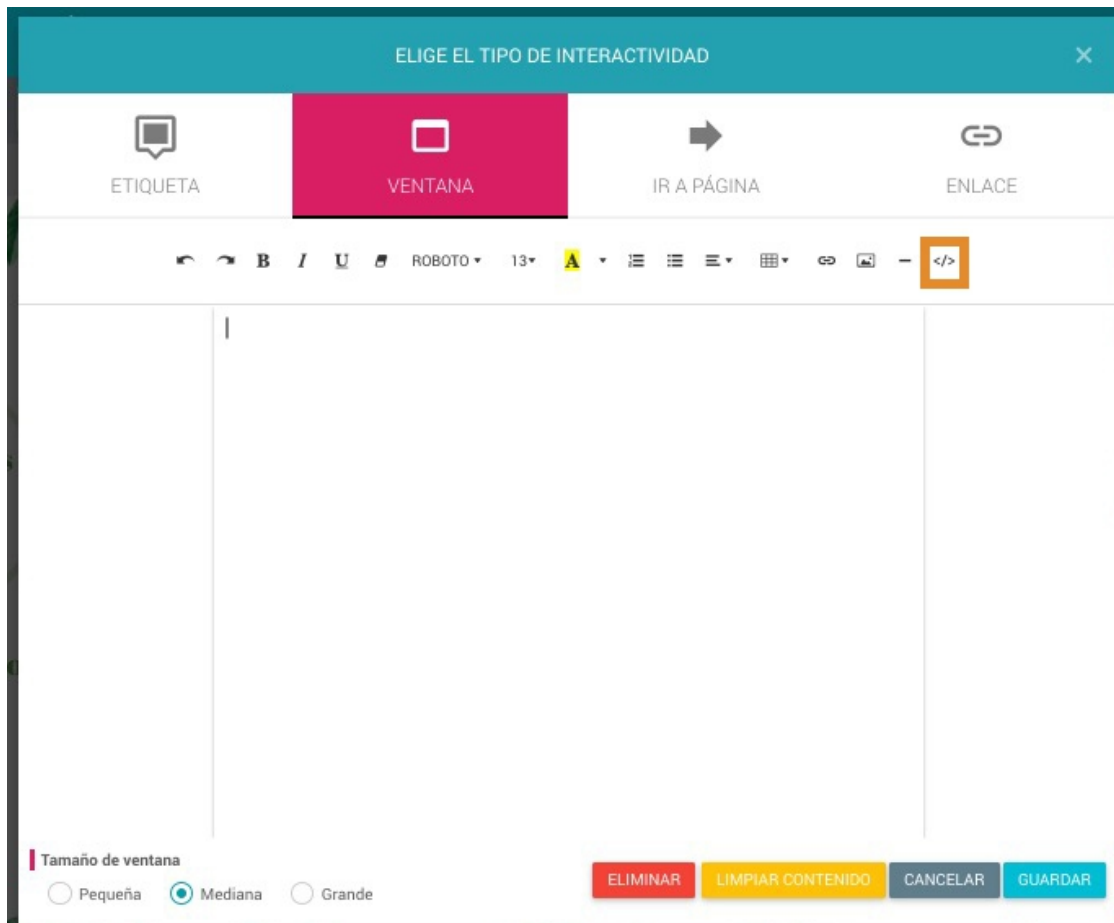 ELIGE EL TIPO DE INTERACTIVIDAD
ETIQUETA VENTANA IR A PÁGINA ENLACE
B I U ROBOTO 13 A </>
Tamaño de ventana
Pequeña Mediana Grande
ELIMINAR LIMPIAR CONTENIDO CANCELAR GUARDAR